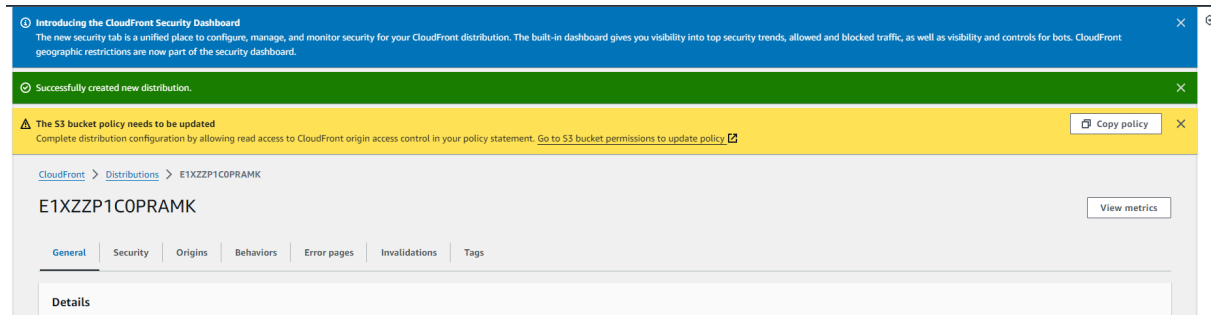 Introducing the CloudFront Security Dashboard
The new security tab is a unified place to configure, manage, and monitor security for your CloudFront distribution. The built-in dashboard gives you visibility into top security trends, allowed and blocked traffic, as well as visibility and controls for bots. CloudFront
geographic restrictions are now part of the security dashboard.
Successfully created new distribution.
The S3 bucket policy needs to be updated
Complete distribution configuration by allowing read access to CloudFront origin access control in your policy statement. Go to S3 bucket permissions to update policy
Copy policy
CloudFront > Distributions > E1XZZP1C0PRAMK
E1XZZP1C0PRAMK
View metrics
General Security Origins Behaviors Error pages Invalidations Tags
Details